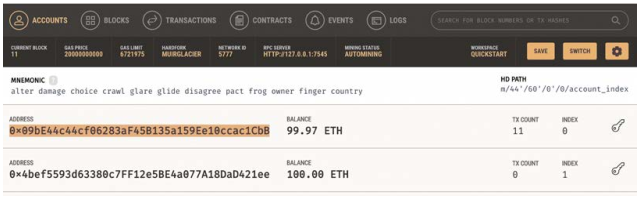 ACCOUNTS BLOCKS TRANSACTIONS CONTRACTS EVENTS LOGS SEARCH FOR BLOCK NUMBERS OR TX HASHES
CURRENT BLOCK GAS PRICE GAS LIMIT HARDFORK NETWORK ID RPC SERVER MINING STATUS WORKSPACE SAVE SWITCH
11 20000000000 6721975 MUIRGLACIER 5777 HTTP://127.0.0.1:7545 AUTOMINING QUICKSTART
MNEMONIC ? HD PATH
alter damage choice crawl glare glide disagree pact frog owner finger country m/44'/60'/0'/0/account_index
ADDRESS BALANCE TX COUNT INDEX
0×09bE44c44cf06283aF45B135a159Ee10ccac1CbB 99.97 ETH 11 0
ADDRESS BALANCE TX COUNT INDEX
0×4bef5593d63380c7FF12e5BE4a077A18DaD421ee 100.00 ETH 0 1